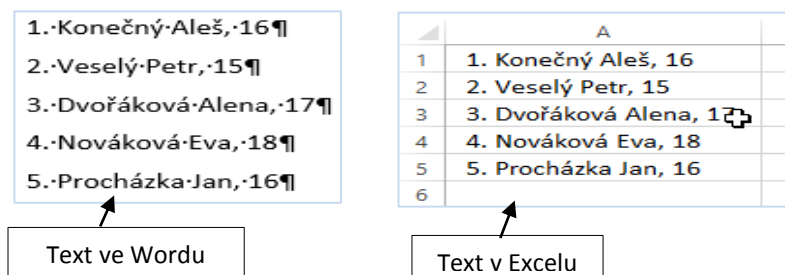 1.·Konečný·Aleš,·16¶
2.·Veselý·Petr,·15¶
3.·Dvořáková·Alena,·17¶
4.·Nováková·Eva,·18¶
5.·Procházka·Jan,·16¶
Text ve Wordu
A
1 1. Konečný Aleš, 16
2 2. Veselý Petr, 15
3 3. Dvořáková Alena, 17
4 4. Nováková Eva, 18
5 5. Procházka Jan, 16
6
Text v Excelu